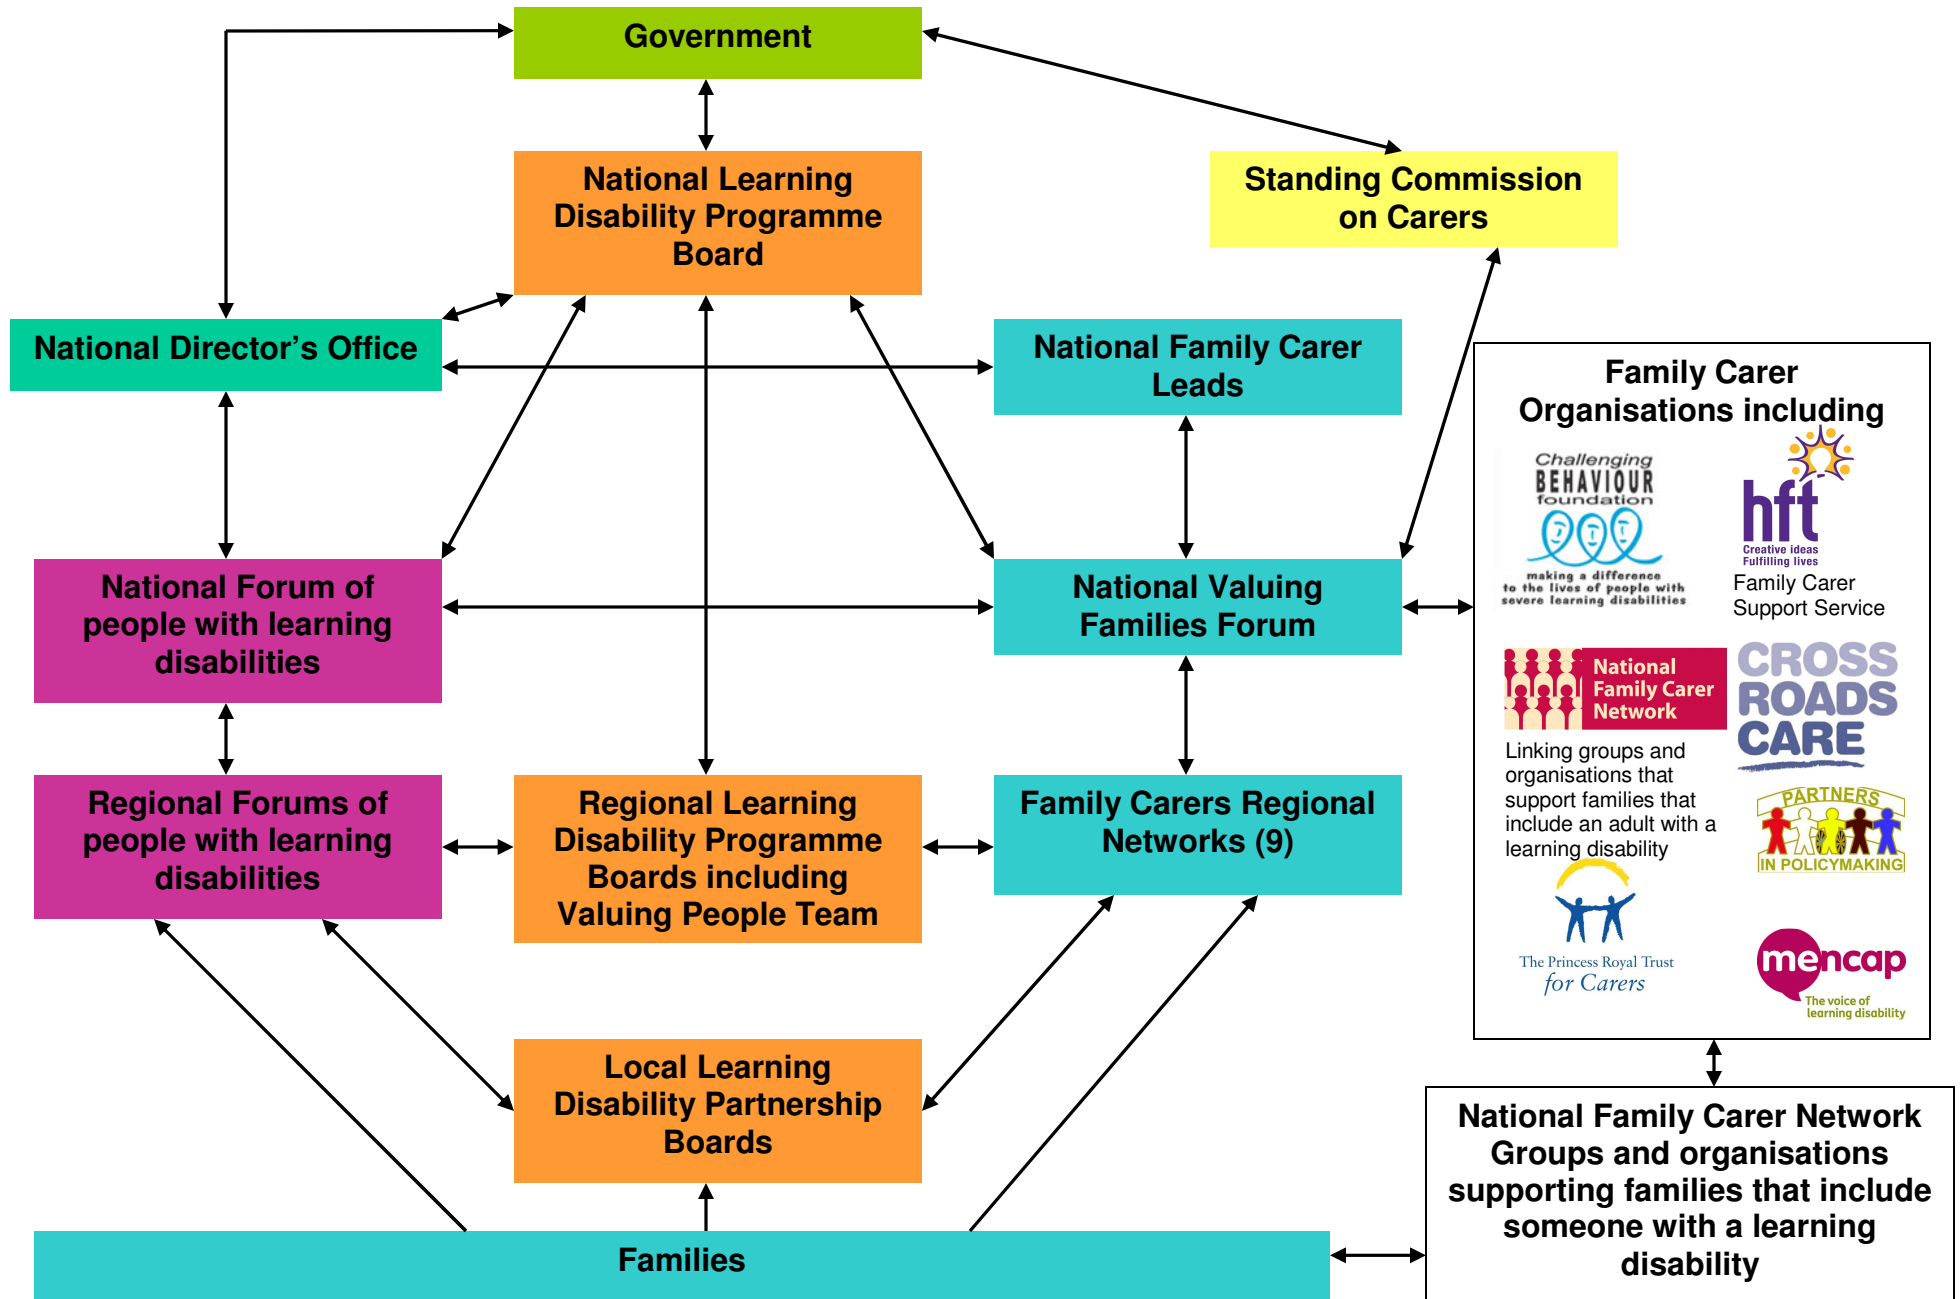 Government
National Learning
Disability Programme
Board
Standing Commission
on Carers
National Director’s Office
National Family Carer
Leads
Family Carer
Organisations including
Challenging
BEHAVIOUR
foundation
making a difference
to the lives of people with
severe learning disabilities
hft
Creative ideas
Fulfilling lives
Family Carer
Support Service
National Forum of
people with learning
disabilities
National Valuing
Families Forum
National
Family Carer
Network
Linking groups and
organisations that
support families that
include an adult with a
learning disability
CROSS
ROADS
CARE
PARTNERS
IN POLICYMAKING
The Princess Royal Trust
for Carers
mencap
The voice of
learning disability
Regional Forums of
people with learning
disabilities
Regional Learning
Disability Programme
Boards including
Valuing People Team
Family Carers Regional
Networks (9)
Local Learning
Disability Partnership
Boards
National Family Carer Network
Groups and organisations
supporting families that include
someone with a learning
disability
Families